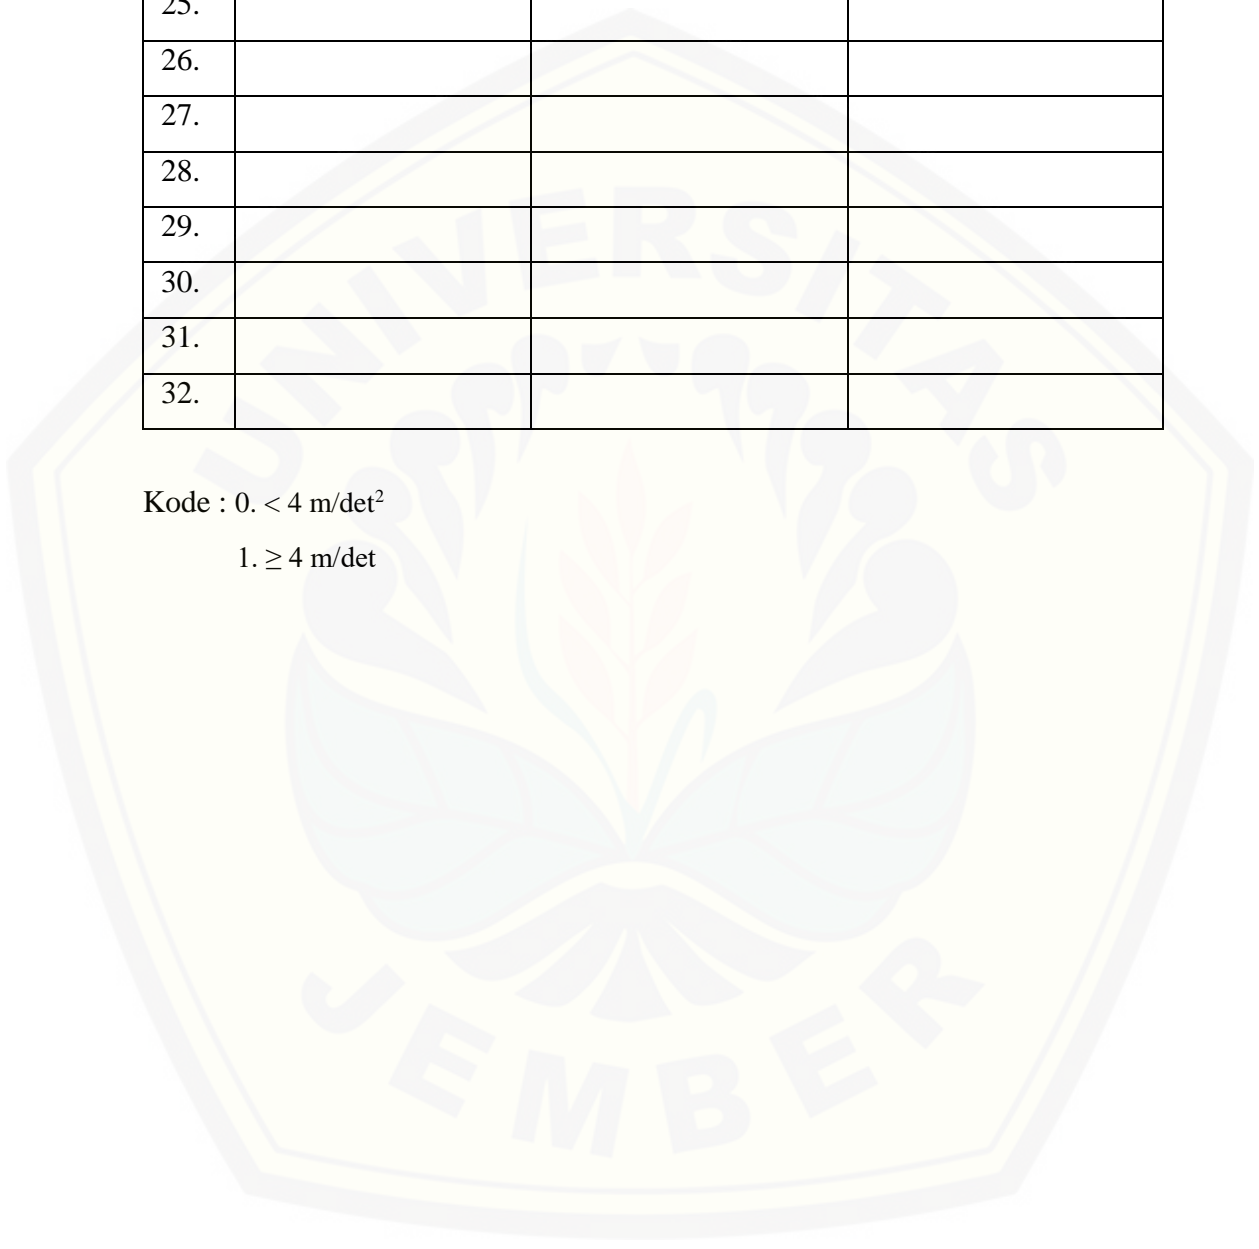 25.
26.
27.
28.
29.
30.
31.
32.
Kode : 0. < 4 m/det²
1. ≥ 4 m/det
UNIVERSITAS
JEMBER